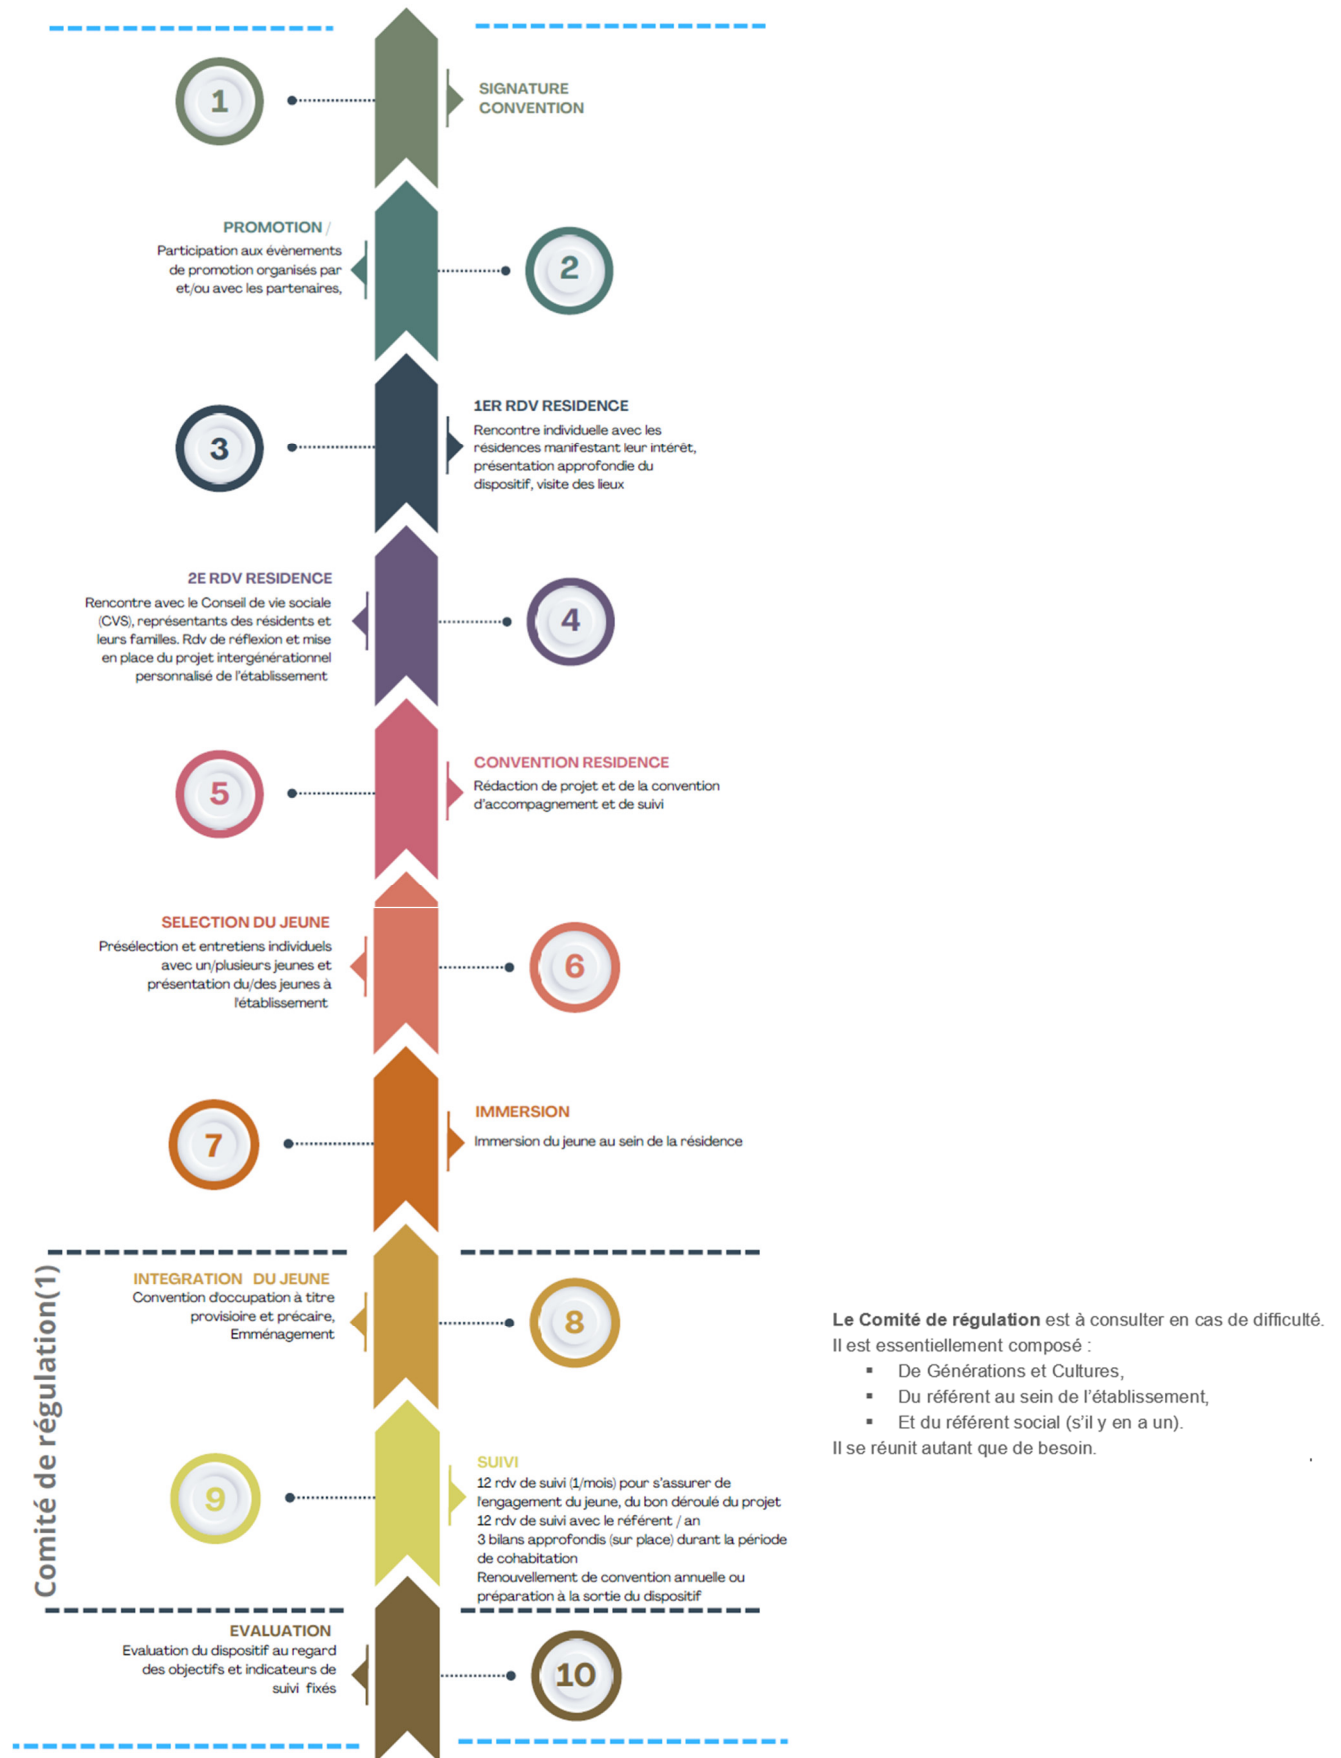 1
SIGNATURE
CONVENTION
PROMOTION /
Participation aux évènements
de promotion organisés par
et/ou avec les partenaires,
2
3
1ER RDV RESIDENCE
Rencontre individuelle avec les
résidences manifestant leur intérêt,
présentation approfondie du
dispositif, visite des lieux
2E RDV RESIDENCE
Rencontre avec le Conseil de vie sociale
(CVS), représentants des résidents et
leurs familles. Rdv de réflexion et mise
en place du projet intergénérationnel
personnalisé de l'établissement
4
5
CONVENTION RESIDENCE
Rédaction de projet et de la convention
d'accompagnement et de suivi
SELECTION DU JEUNE
Présélection et entretiens individuels
avec un/plusieurs jeunes et
présentation du/des jeunes à
l'établissement
6
7
IMMERSION
Immersion du jeune au sein de la résidence
Comité de régulation(1)
INTEGRATION DU JEUNE
Convention d'occupation à titre
provisioire et précaire,
Emménagement
8
9
SUIVI
12 rdv de suivi (1/mois) pour s'assurer de
l'engagement du jeune, du bon déroulé du projet
12 rdv de suivi avec le référent / an
3 bilans approfondis (sur place) durant la période
de cohabitation
Renouvellement de convention annuelle ou
préparation à la sortie du dispositif
EVALUATION
Evaluation du dispositif au regard
des objectifs et indicateurs de
suivi fixés
10
Le Comité de régulation est à consulter en cas de difficulté.
Il est essentiellement composé :
▪ De Générations et Cultures,
▪ Du référent au sein de l'établissement,
▪ Et du référent social (s'il y en a un).
Il se réunit autant que de besoin.